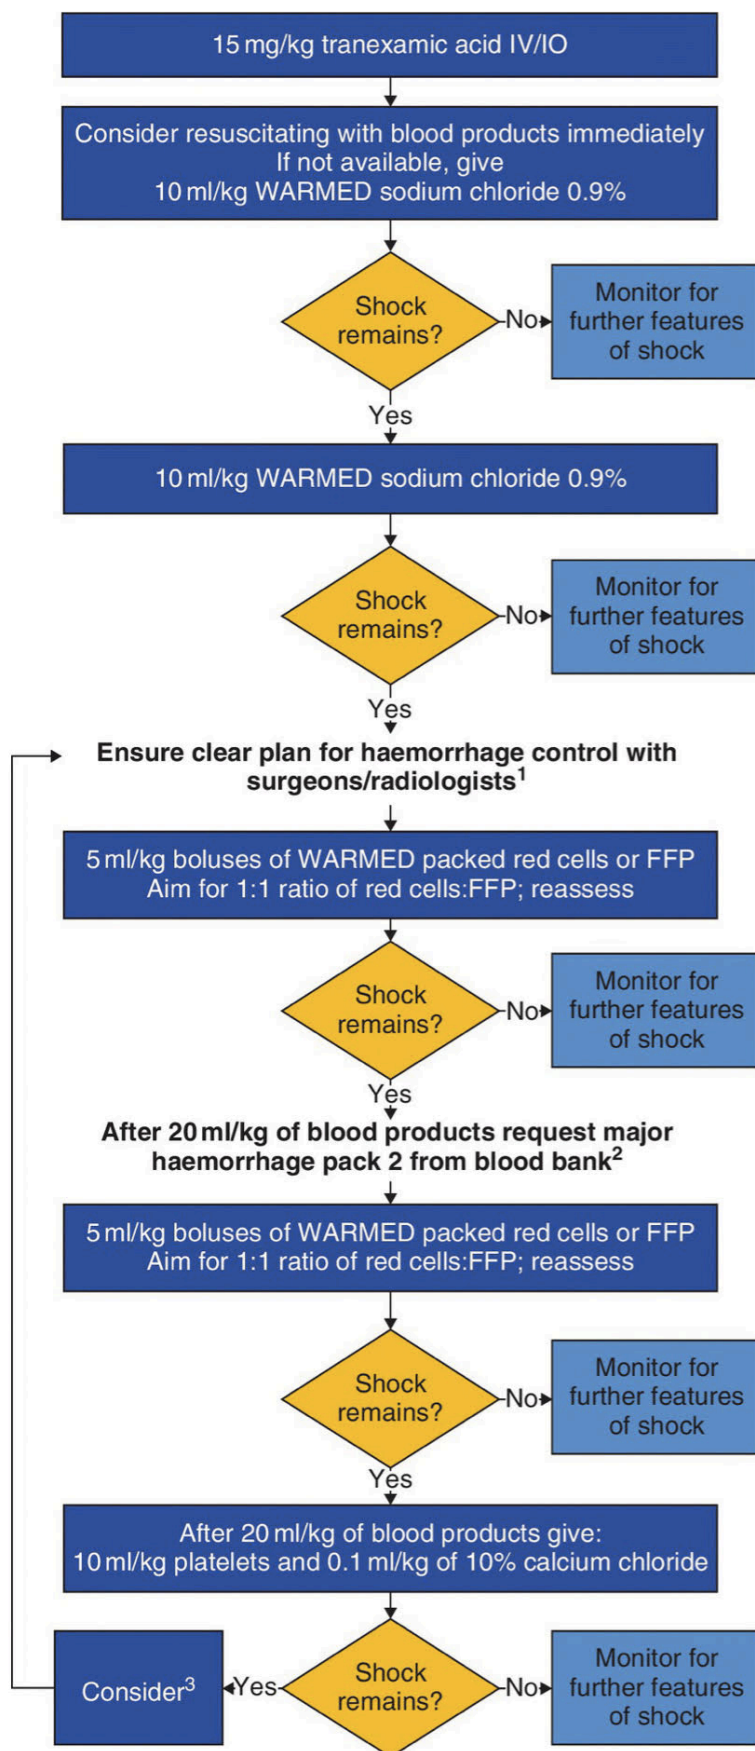 15 mg/kg tranexamic acid IV/IO
Consider resuscitating with blood products immediately
If not available, give
10 ml/kg WARMED sodium chloride 0.9%
Shock
remains?
No
Monitor for
further features
of shock
Yes
10 ml/kg WARMED sodium chloride 0.9%
Shock
remains?
No
Monitor for
further features
of shock
Yes
Ensure clear plan for haemorrhage control with
surgeons/radiologists¹
5 ml/kg boluses of WARMED packed red cells or FFP
Aim for 1:1 ratio of red cells:FFP; reassess
Shock
remains?
No
Monitor for
further features
of shock
Yes
After 20 ml/kg of blood products request major
haemorrhage pack 2 from blood bank²
5 ml/kg boluses of WARMED packed red cells or FFP
Aim for 1:1 ratio of red cells:FFP; reassess
Shock
remains?
No
Monitor for
further features
of shock
Yes
After 20 ml/kg of blood products give:
10 ml/kg platelets and 0.1 ml/kg of 10% calcium chloride
Shock
remains?
No
Monitor for
further features
of shock
Yes
Consider³